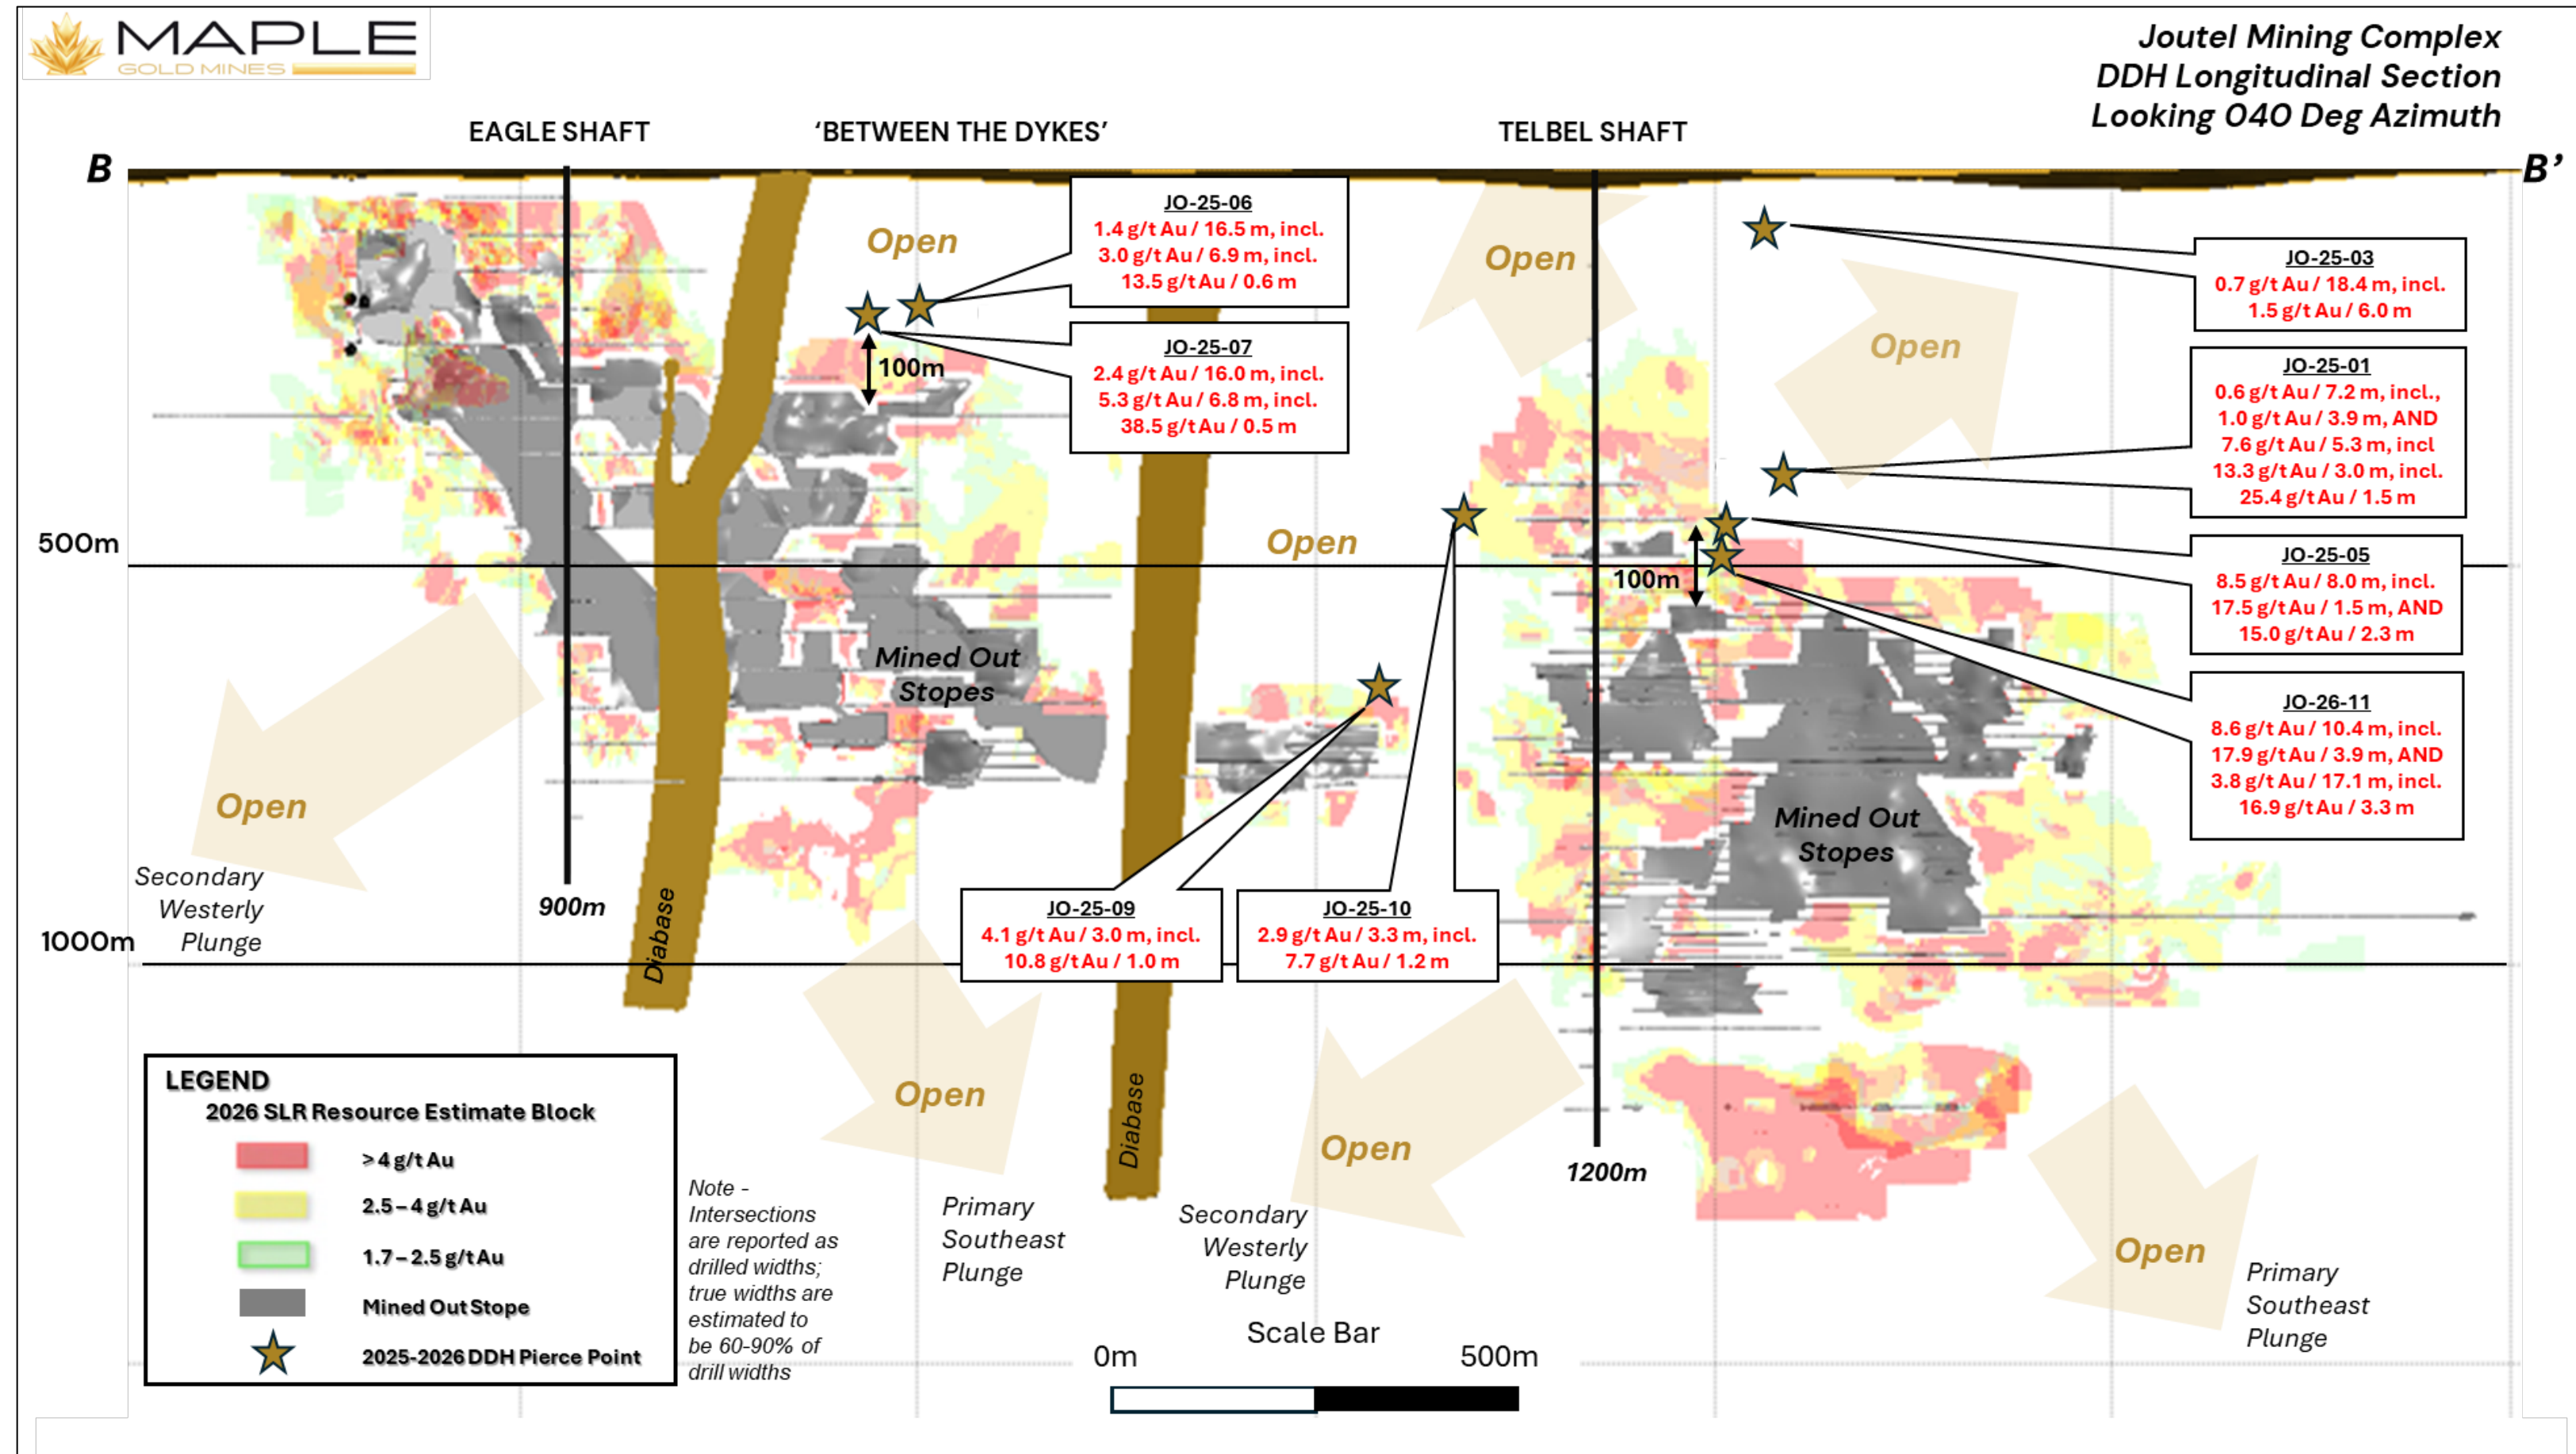 MAPLE
GOLD MINES
Joutel Mining Complex
DDH Longitudinal Section
Looking 040 Deg Azimuth
EAGLE SHAFT
‘BETWEEN THE DYKES’
TELBEL SHAFT
B
B’
Open
JO-25-06
1.4 g/t Au / 16.5 m, incl.
3.0 g/t Au / 6.9 m, incl.
13.5 g/t Au / 0.6 m
JO-25-07
2.4 g/t Au / 16.0 m, incl.
5.3 g/t Au / 6.8 m, incl.
38.5 g/t Au / 0.5 m
100m
Open
Open
JO-25-03
0.7 g/t Au / 18.4 m, incl.
1.5 g/t Au / 6.0 m
JO-25-01
0.6 g/t Au / 7.2 m, incl.,
1.0 g/t Au / 3.9 m, AND
7.6 g/t Au / 5.3 m, incl
13.3 g/t Au / 3.0 m, incl.
25.4 g/t Au / 1.5 m
500m
Open
100m
JO-25-05
8.5 g/t Au / 8.0 m, incl.
17.5 g/t Au / 1.5 m, AND
15.0 g/t Au / 2.3 m
Mined Out
Stopes
JO-26-11
8.6 g/t Au / 10.4 m, incl.
17.9 g/t Au / 3.9 m, AND
3.8 g/t Au / 17.1 m, incl.
16.9 g/t Au / 3.3 m
Open
Mined Out
Stopes
Secondary
Westerly
Plunge
900m
Diabase
JO-25-09
4.1 g/t Au / 3.0 m, incl.
10.8 g/t Au / 1.0 m
JO-25-10
2.9 g/t Au / 3.3 m, incl.
7.7 g/t Au / 1.2 m
1000m
Open
Diabase
Open
1200m
Primary
Southeast
Plunge
Secondary
Westerly
Plunge
Open
Primary
Southeast
Plunge
LEGEND
2026 SLR Resource Estimate Block
> 4 g/t Au
2.5 – 4 g/t Au
1.7 – 2.5 g/t Au
Mined Out Stope
2025-2026 DDH Pierce Point
Note -
Intersections
are reported as
drilled widths;
true widths are
estimated to
be 60-90% of
drill widths
Scale Bar
0m
500m